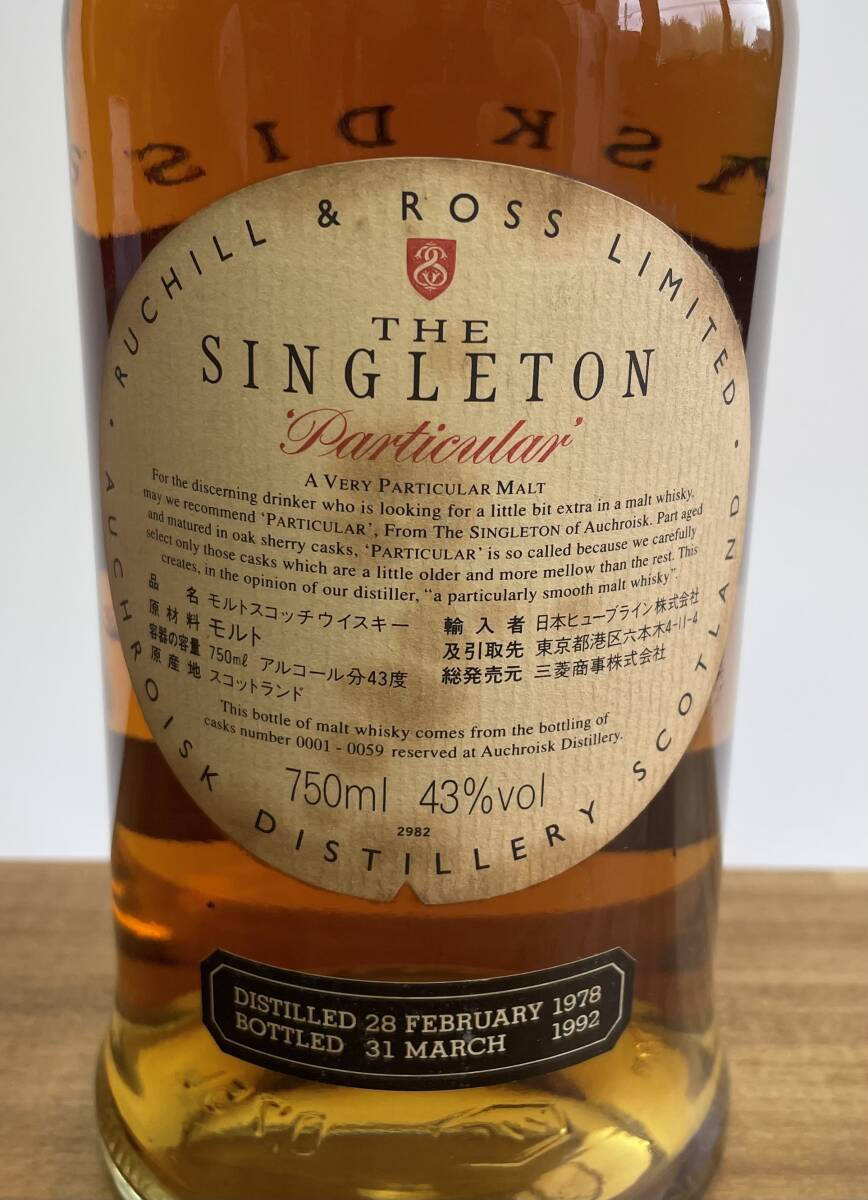 RUCHILL & ROSS LIMITED
AUCHROISK DISTILLERY SCOTLAND
THE
SINGLETON
'Particular'
A VERY PARTICULAR MALT
For the discerning drinker who is looking for a little bit extra in a malt whisky,
may we recommend 'PARTICULAR', From The SINGLETON of Auchroisk. Part aged
and matured in oak sherry casks, 'PARTICULAR' is so called because we carefully
select only those casks which are a little older and more mellow than the rest. This
creates, in the opinion of our distiller, "a particularly smooth malt whisky".
品名 モルトスコッチウイスキー
原材料 モルト
容器の容量 750ml アルコール分43度
原産地 スコットランド
輸入者 日本ヒューブライン株式会社
及引取先 東京都港区六本木4-11-4
総発売元 三菱商事株式会社
This bottle of malt whisky comes from the bottling of
casks number 0001 - 0059 reserved at Auchroisk Distillery.
750ml 43%vol
2982
DISTILLED 28 FEBRUARY 1978
BOTTLED 31 MARCH 1992